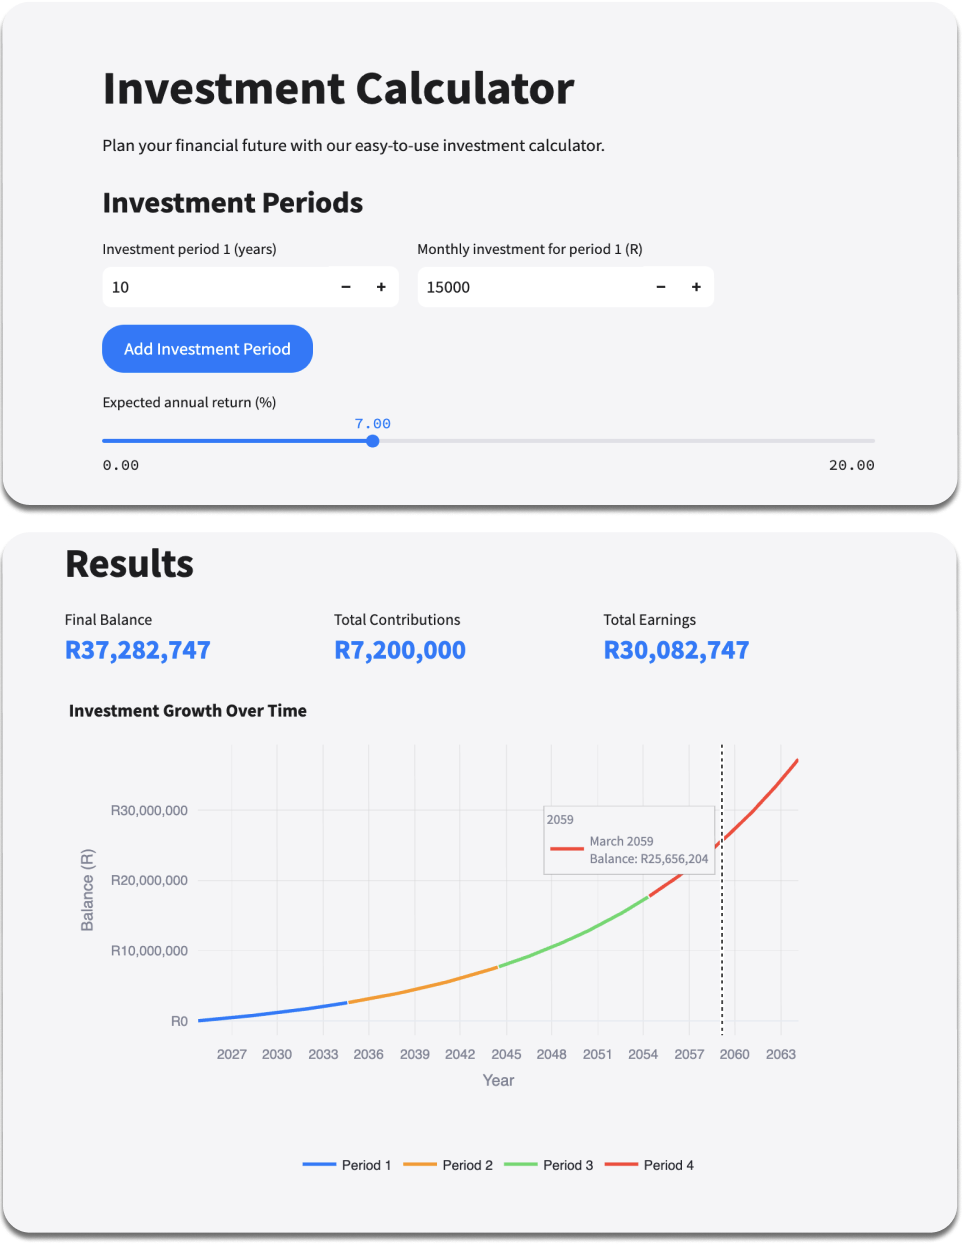 Investment Calculator
Plan your financial future with our easy-to-use investment calculator.
Investment Periods
Investment period 1 (years)
Monthly investment for period 1 (R)
10 − +
15000 − +
Add Investment Period
Expected annual return (%)
7.00
0.00
20.00
Results
Final Balance
R37,282,747
Total Contributions
R7,200,000
Total Earnings
R30,082,747
Investment Growth Over Time
Balance (R)
R30,000,000
R20,000,000
R10,000,000
R0
2059
March 2059
Balance: R25,656,204
2027 2030 2033 2036 2039 2042 2045 2048 2051 2054 2057 2060 2063
Year
Period 1 Period 2 Period 3 Period 4